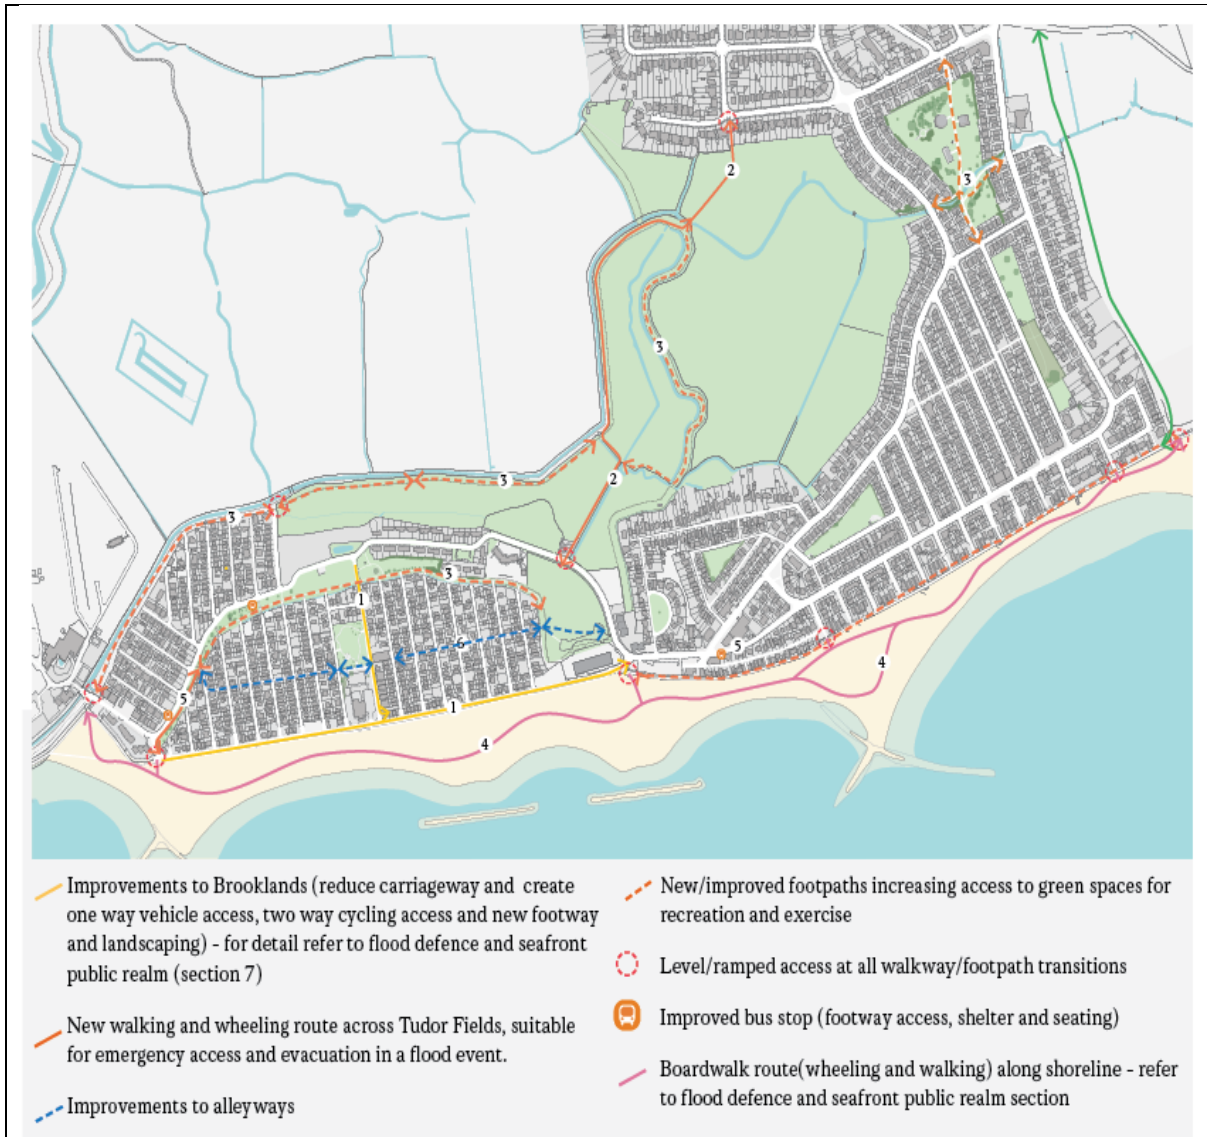 2
3
3
3
2
3
3
1
6
5
5
4
1
4
Improvements to Brooklands (reduce carriageway and create
one way vehicle access, two way cycling access and new footway
and landscaping) - for detail refer to flood defence and seafront
public realm (section 7)
New walking and wheeling route across Tudor Fields, suitable
for emergency access and evacuation in a flood event.
Improvements to alleyways
New/improved footpaths increasing access to green spaces for
recreation and exercise
Level/ramped access at all walkway/footpath transitions
Improved bus stop (footway access, shelter and seating)
Boardwalk route(wheeling and walking) along shoreline - refer
to flood defence and seafront public realm section